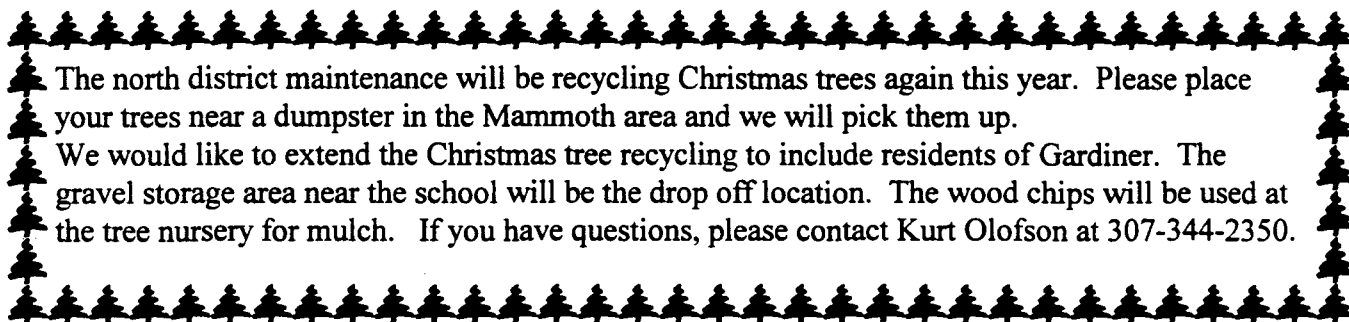 The north district maintenance will be recycling Christmas trees again this year. Please place
your trees near a dumpster in the Mammoth area and we will pick them up.
We would like to extend the Christmas tree recycling to include residents of Gardiner. The
gravel storage area near the school will be the drop off location. The wood chips will be used at
the tree nursery for mulch. If you have questions, please contact Kurt Olofson at 307-344-2350.